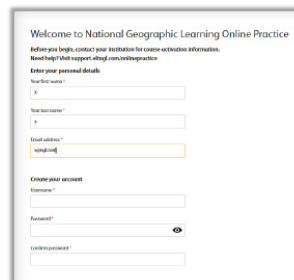 Welcome to National Geographic Learning Online Practice
Before you begin, contact your institution for course activation information.
Need help? Visit support.eltngl.com/onlinepractice
Enter your personal details
Your first name *
x
Your last name *
x
Email address *
Create your account
Username *
Password *
Confirm password *